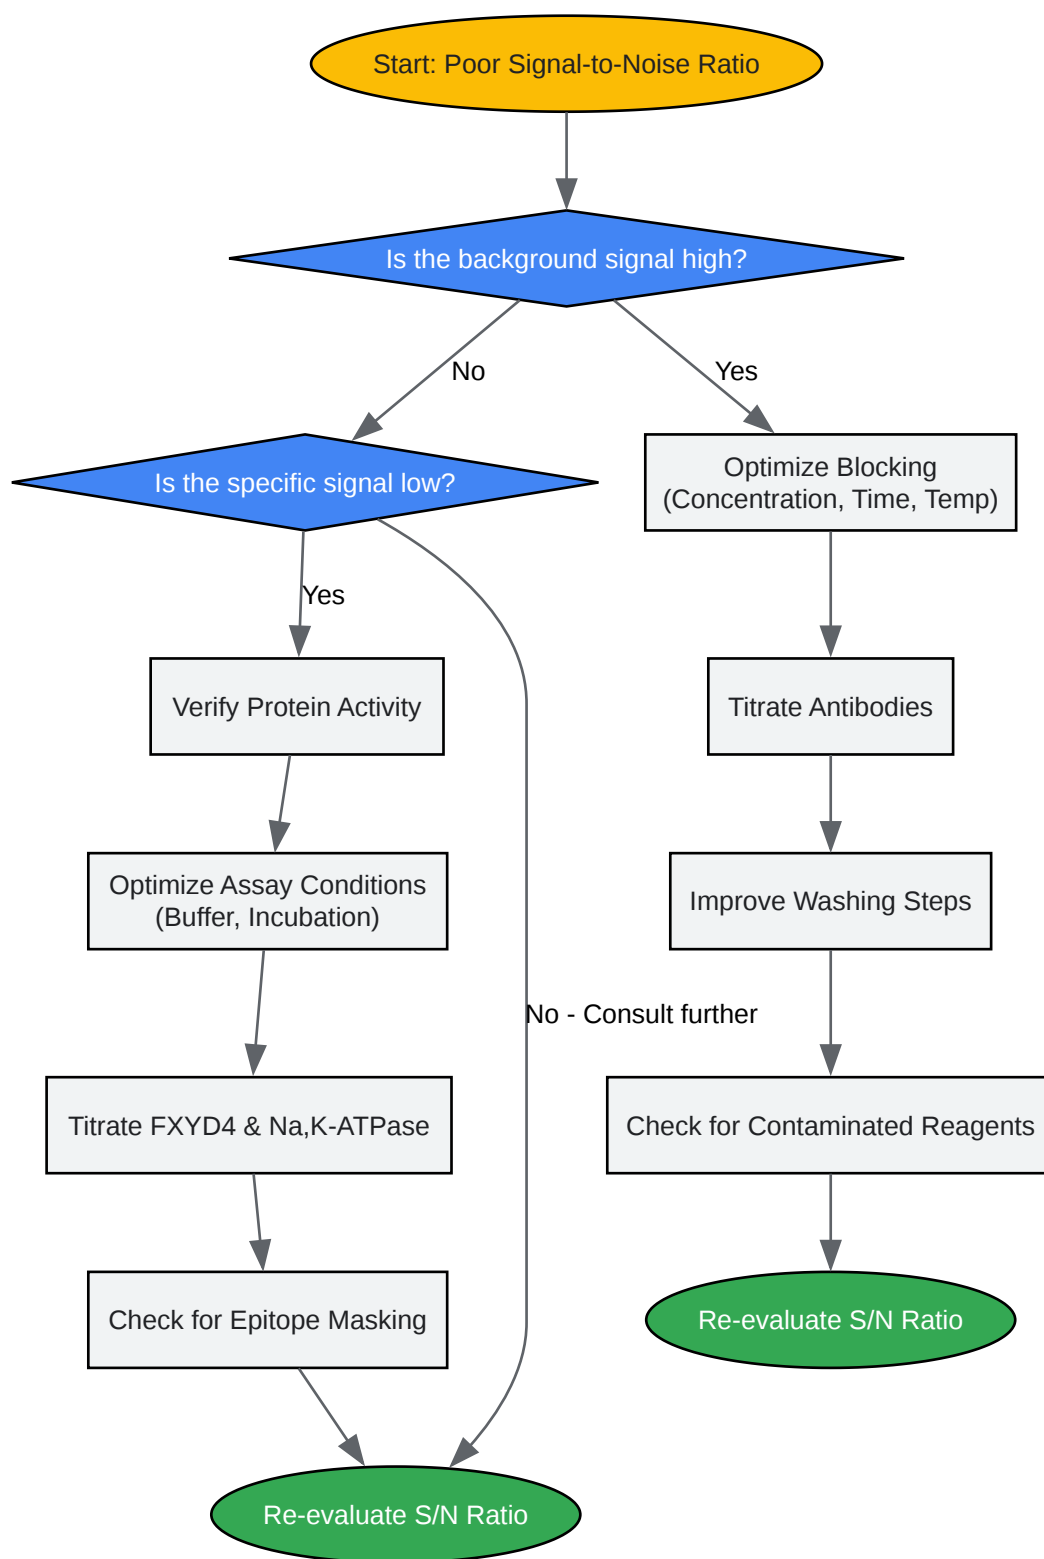 Start: Poor Signal-to-Noise Ratio
Is the background signal high?
No
Yes
Is the specific signal low?
Optimize Blocking
(Concentration, Time, Temp)
Yes
Verify Protein Activity
Titrate Antibodies
Optimize Assay Conditions
(Buffer, Incubation)
Improve Washing Steps
No - Consult further
Titrate FXYD4 & Na,K-ATPase
Check for Contaminated Reagents
Check for Epitope Masking
Re-evaluate S/N Ratio
Re-evaluate S/N Ratio